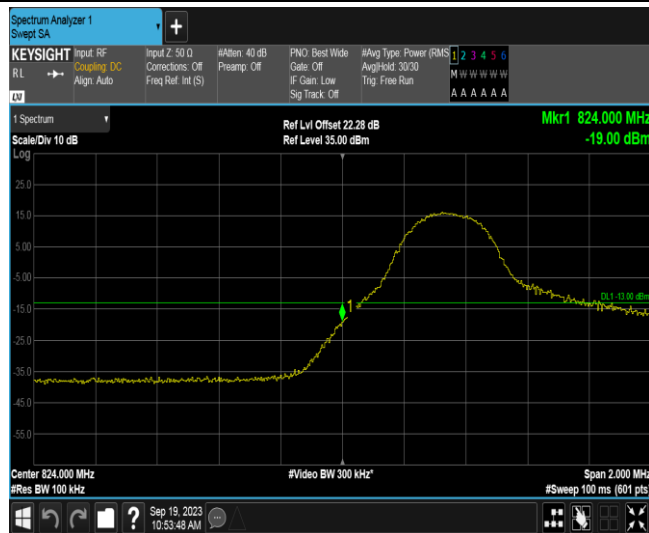 Spectrum Analyzer 1
Swept SA
+
KEYSIGHT
RL
LXI
Input: RF
Coupling: DC
Align: Auto
Input Z: 50 Ω
Corrections: Off
Freq Ref: Int (S)
#Atten: 40 dB
Preamp: Off
PNO: Best Wide
Gate: Off
IF Gain: Low
Sig Track: Off
#Avg Type: Power (RMS
Avg|Hold: 30/30
Trig: Free Run
1 2 3 4 5 6
M W W W W W
A A A A A A
1 Spectrum
Scale/Div 10 dB
Ref Lvl Offset 22.28 dB
Ref Level 35.00 dBm
Mkr1 824.000 MHz
-19.00 dBm
Log
25.0
15.0
5.00
-5.00
DL1 -13.00 dBm
1
-15.0
-25.0
-35.0
-45.0
-55.0
Center 824.000 MHz
#Res BW 100 kHz
#Video BW 300 kHz*
Span 2.000 MHz
#Sweep 100 ms (601 pts)
?
Sep 19, 2023
10:53:48 AM